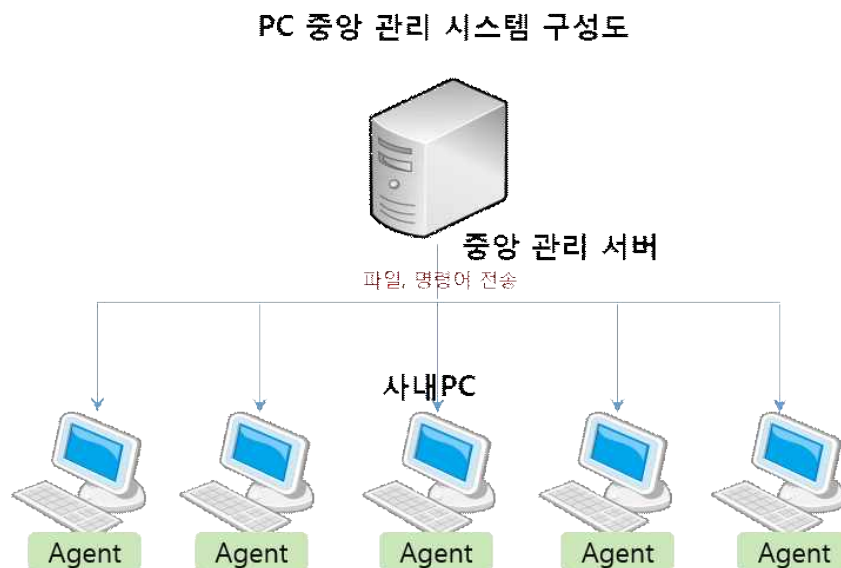 PC 중앙 관리 시스템 구성도
중앙 관리 서버
파일, 명령어 전송
사내PC
Agent
Agent
Agent
Agent
Agent